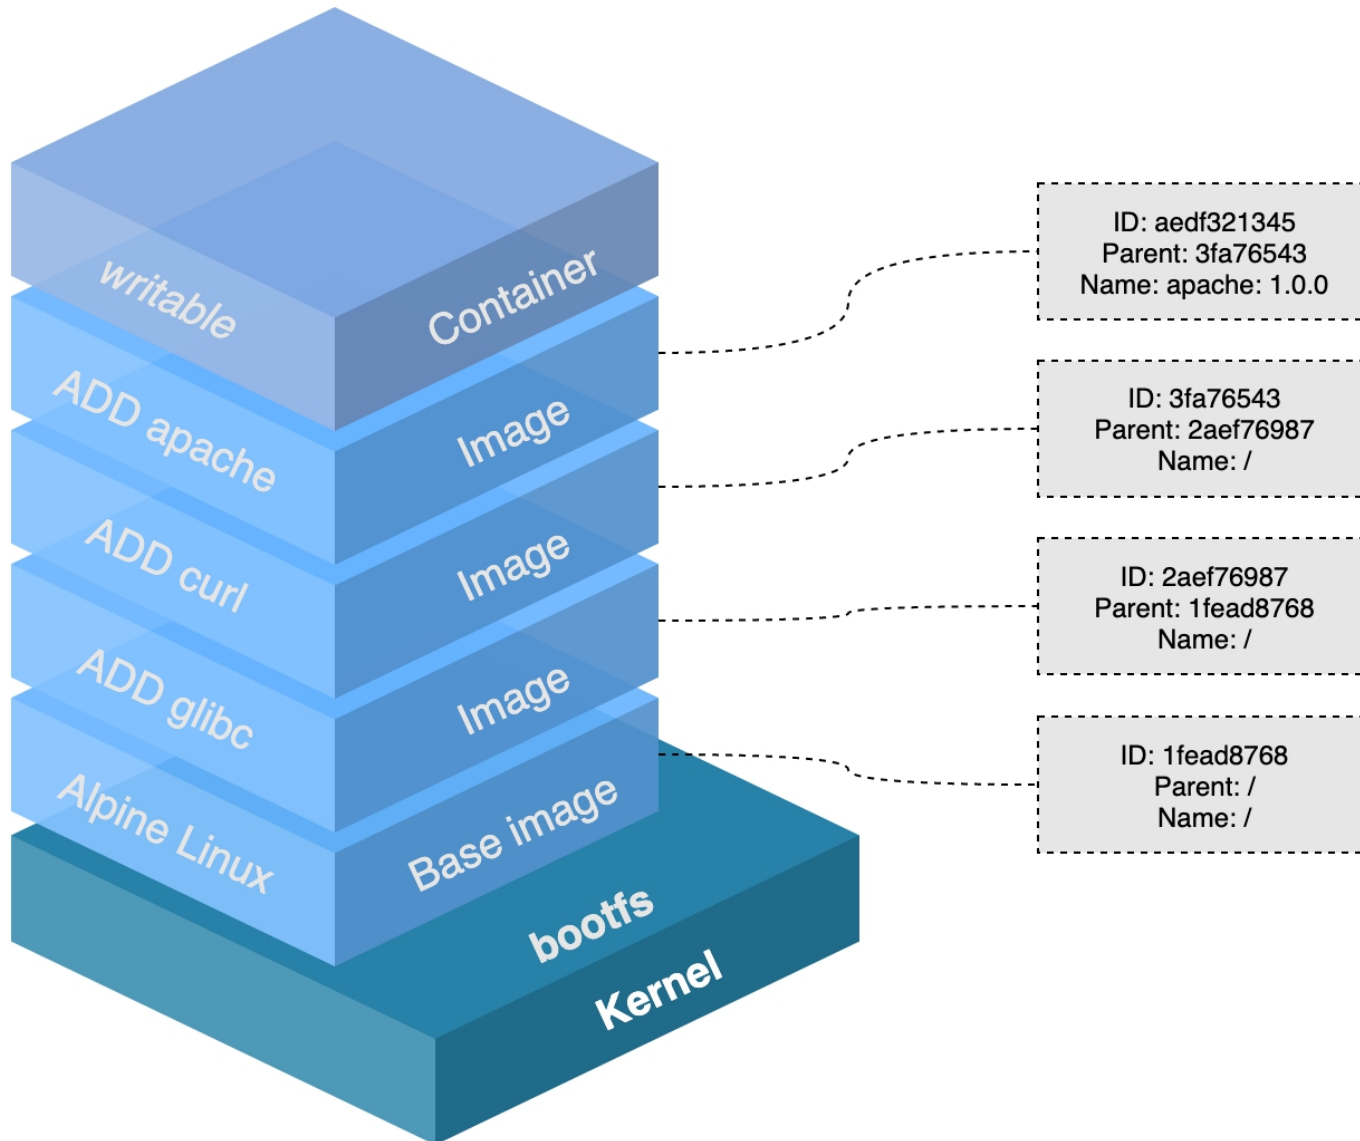 writable
Container
ADD apache
Image
ADD curl
Image
ADD glibc
Image
Alpine Linux
Base image
bootfs
Kernel
ID: aedf321345
Parent: 3fa76543
Name: apache: 1.0.0
ID: 3fa76543
Parent: 2aef76987
Name: /
ID: 2aef76987
Parent: 1fead8768
Name: /
ID: 1fead8768
Parent: /
Name: /